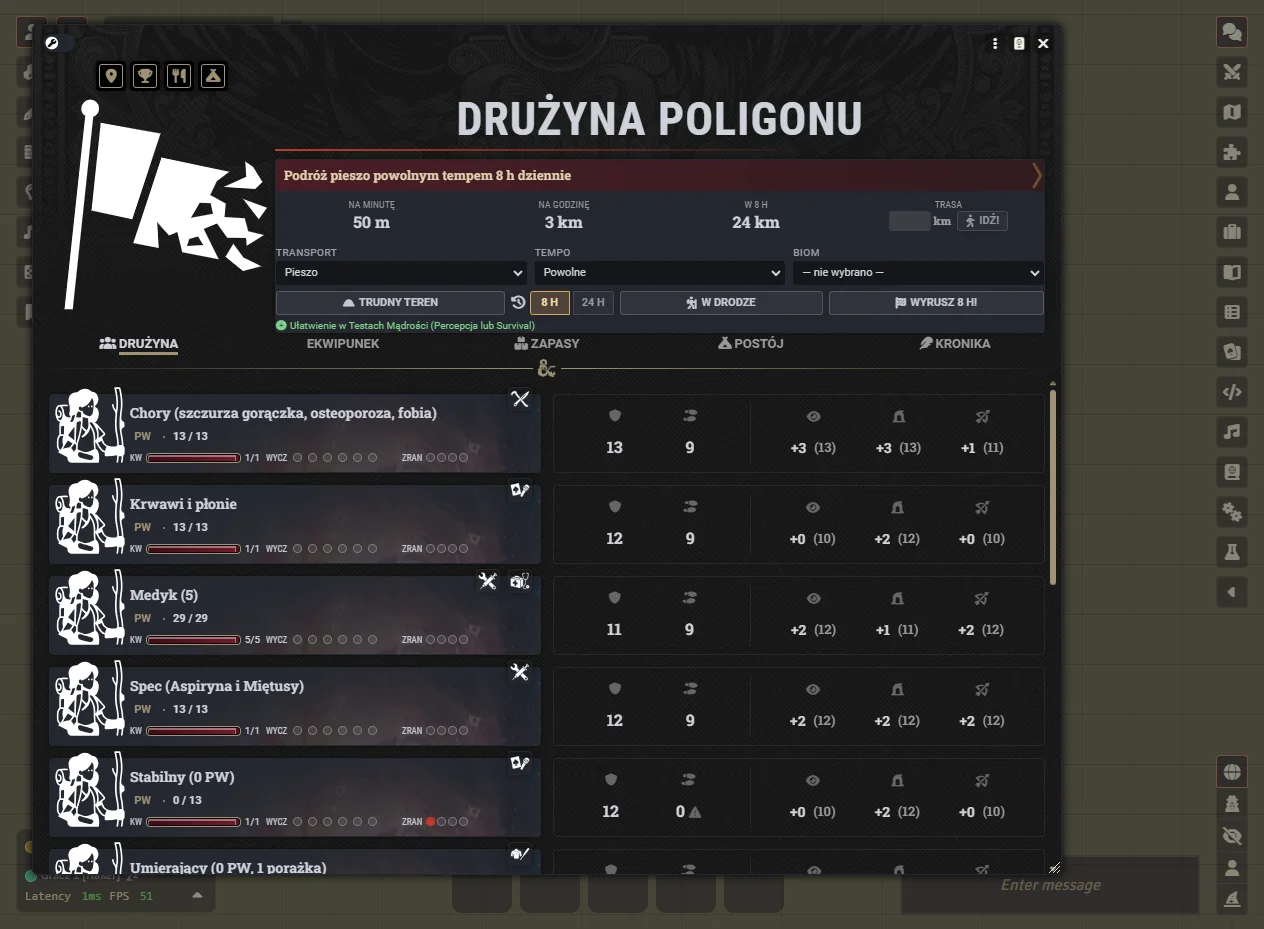 DRUŻYNA POLIGONU
Podróż pieszo powolnym tempem 8 h dziennie
NA MINUTĘ NA GODZINĘ W 8 H TRASA
50 m 3 km 24 km km IDŹ!
TRANSPORT TEMPO BIOM
Pieszo Powolne — nie wybrano —
TRUDNY TEREN 8 H 24 H W DRODZE WYRUSZ 8 H!
Ułatwienie w Testach Mądrości (Percepcja lub Survival)
DRUŻYNA EKWIPUNEK ZAPASY POSTÓJ KRONIKA
&
Chory (szczurza gorączka, osteoporoza, fobia)
PW · 13 / 13
KW 1/1 WYCZ ZRAN
13 9 +3 (13) +3 (13) +1 (11)
Krwawi i płonie
PW · 13 / 13
KW 1/1 WYCZ ZRAN
12 9 +0 (10) +2 (12) +0 (10)
Medyk (5)
PW · 29 / 29
KW 5/5 WYCZ ZRAN
11 9 +2 (12) +1 (11) +2 (12)
Spec (Aspiryna i Miętusy)
PW · 13 / 13
KW 1/1 WYCZ ZRAN
12 9 +2 (12) +2 (12) +2 (12)
Stabilny (0 PW)
PW · 0 / 13
KW 1/1 WYCZ ZRAN
12 0 +0 (10) +2 (12) +0 (10)
Umierający (0 PW, 1 porażka)
Latency 1ms FPS 51
Enter message